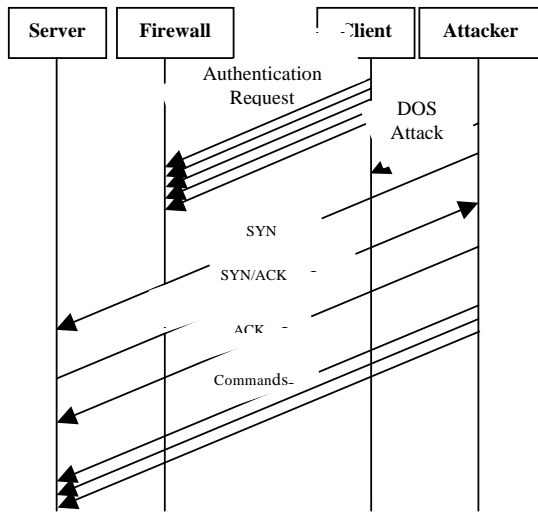 Server
Firewall
Client
Attacker
Authentication
Request
DOS
Attack
SYN
SYN/ACK
ACK
Commands